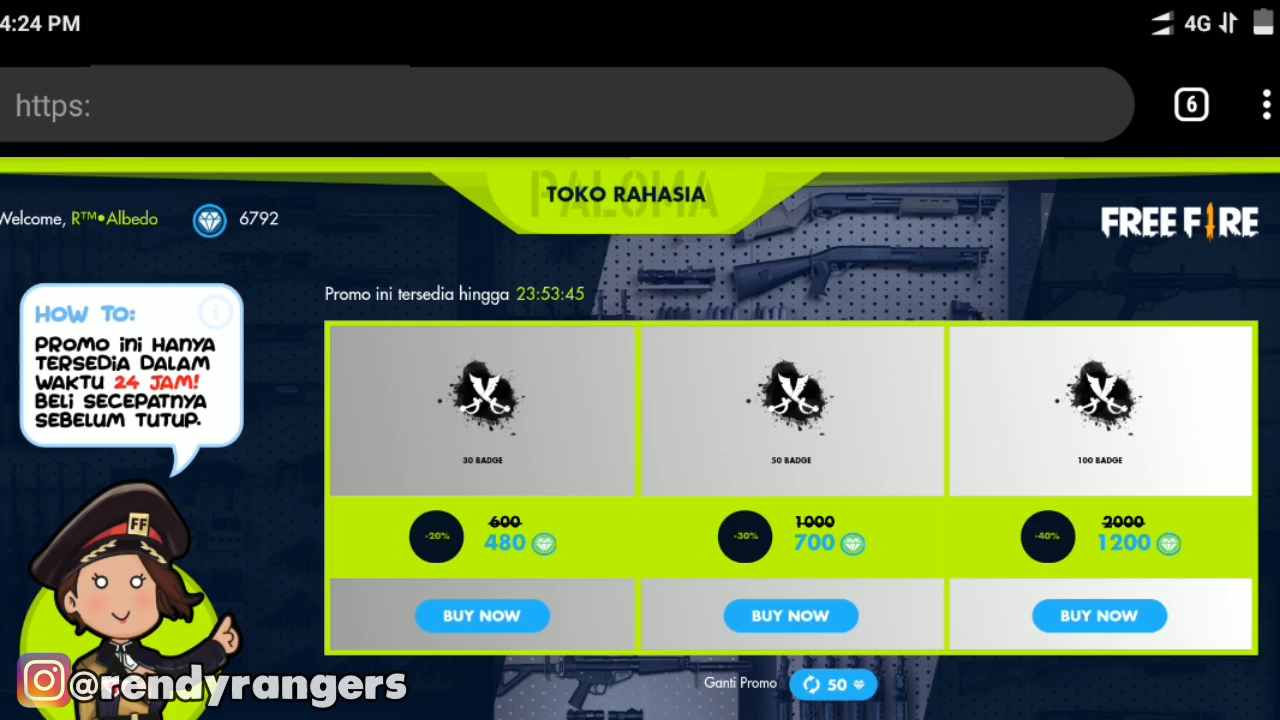 4:24 PM
4G
https:
6
PALOMA
TOKO RAHASIA
Welcome, R™•Albedo
6792
FREE FIRE
HOW TO:
PROMO INI HANYA
TERSEDIA DALAM
WAKTU 24 JAM!
BELI SECEPATNYA
SEBELUM TUTUP.
Promo ini tersedia hingga 23:53:45
30 BADGE
50 BADGE
100 BADGE
-20%
600
480
-30%
1000
700
-40%
2000
1200
BUY NOW
BUY NOW
BUY NOW
FF
Ganti Promo
50
@rendyrangers